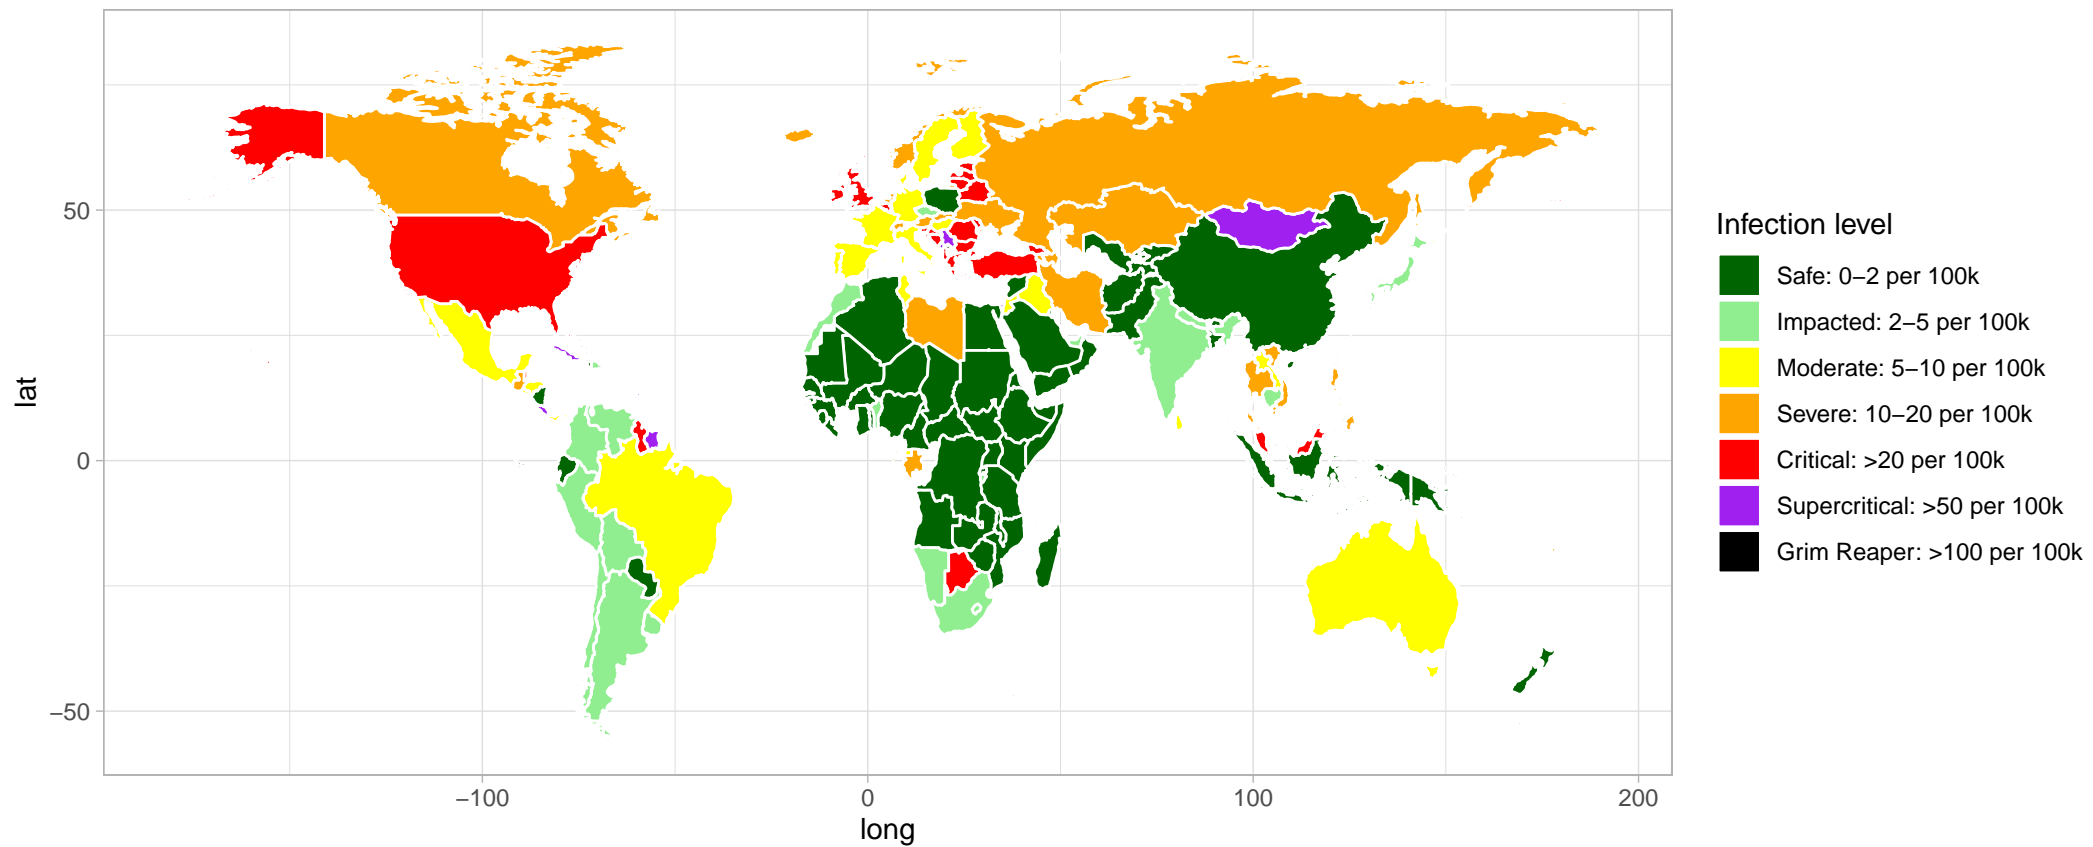 50
0
−50
lat
−100
0
100
200
long
Infection level
Safe: 0−2 per 100k
Impacted: 2−5 per 100k
Moderate: 5−10 per 100k
Severe: 10−20 per 100k
Critical: >20 per 100k
Supercritical: >50 per 100k
Grim Reaper: >100 per 100k